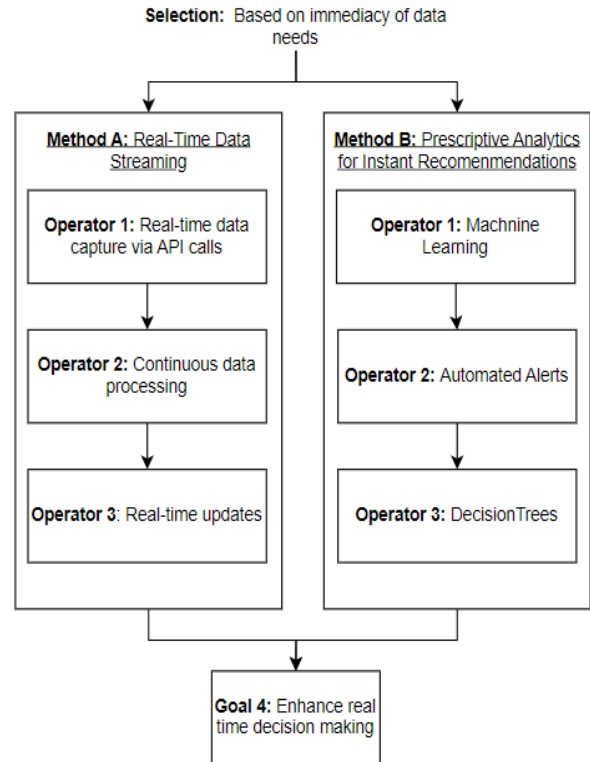 Selection: Based on immediacy of data
needs
Method A: Real-Time Data
Streaming
Operator 1: Real-time data
capture via API calls
Operator 2: Continuous data
processing
Operator 3: Real-time updates
Method B: Prescriptive Analytics
for Instant Recomenmendations
Operator 1: Machnine
Learning
Operator 2: Automated Alerts
Operator 3: DecisionTrees
Goal 4: Enhance real
time decision making